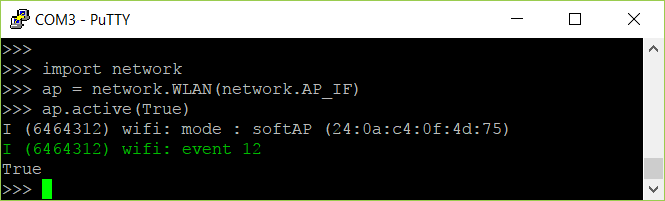 COM3 - PuTTY
>>>
>>> import network
>>> ap = network.WLAN(network.AP_IF)
>>> ap.active(True)
I (6464312) wifi: mode : softAP (24:0a:c4:0f:4d:75)
I (6464312) wifi: event 12
True
>>>